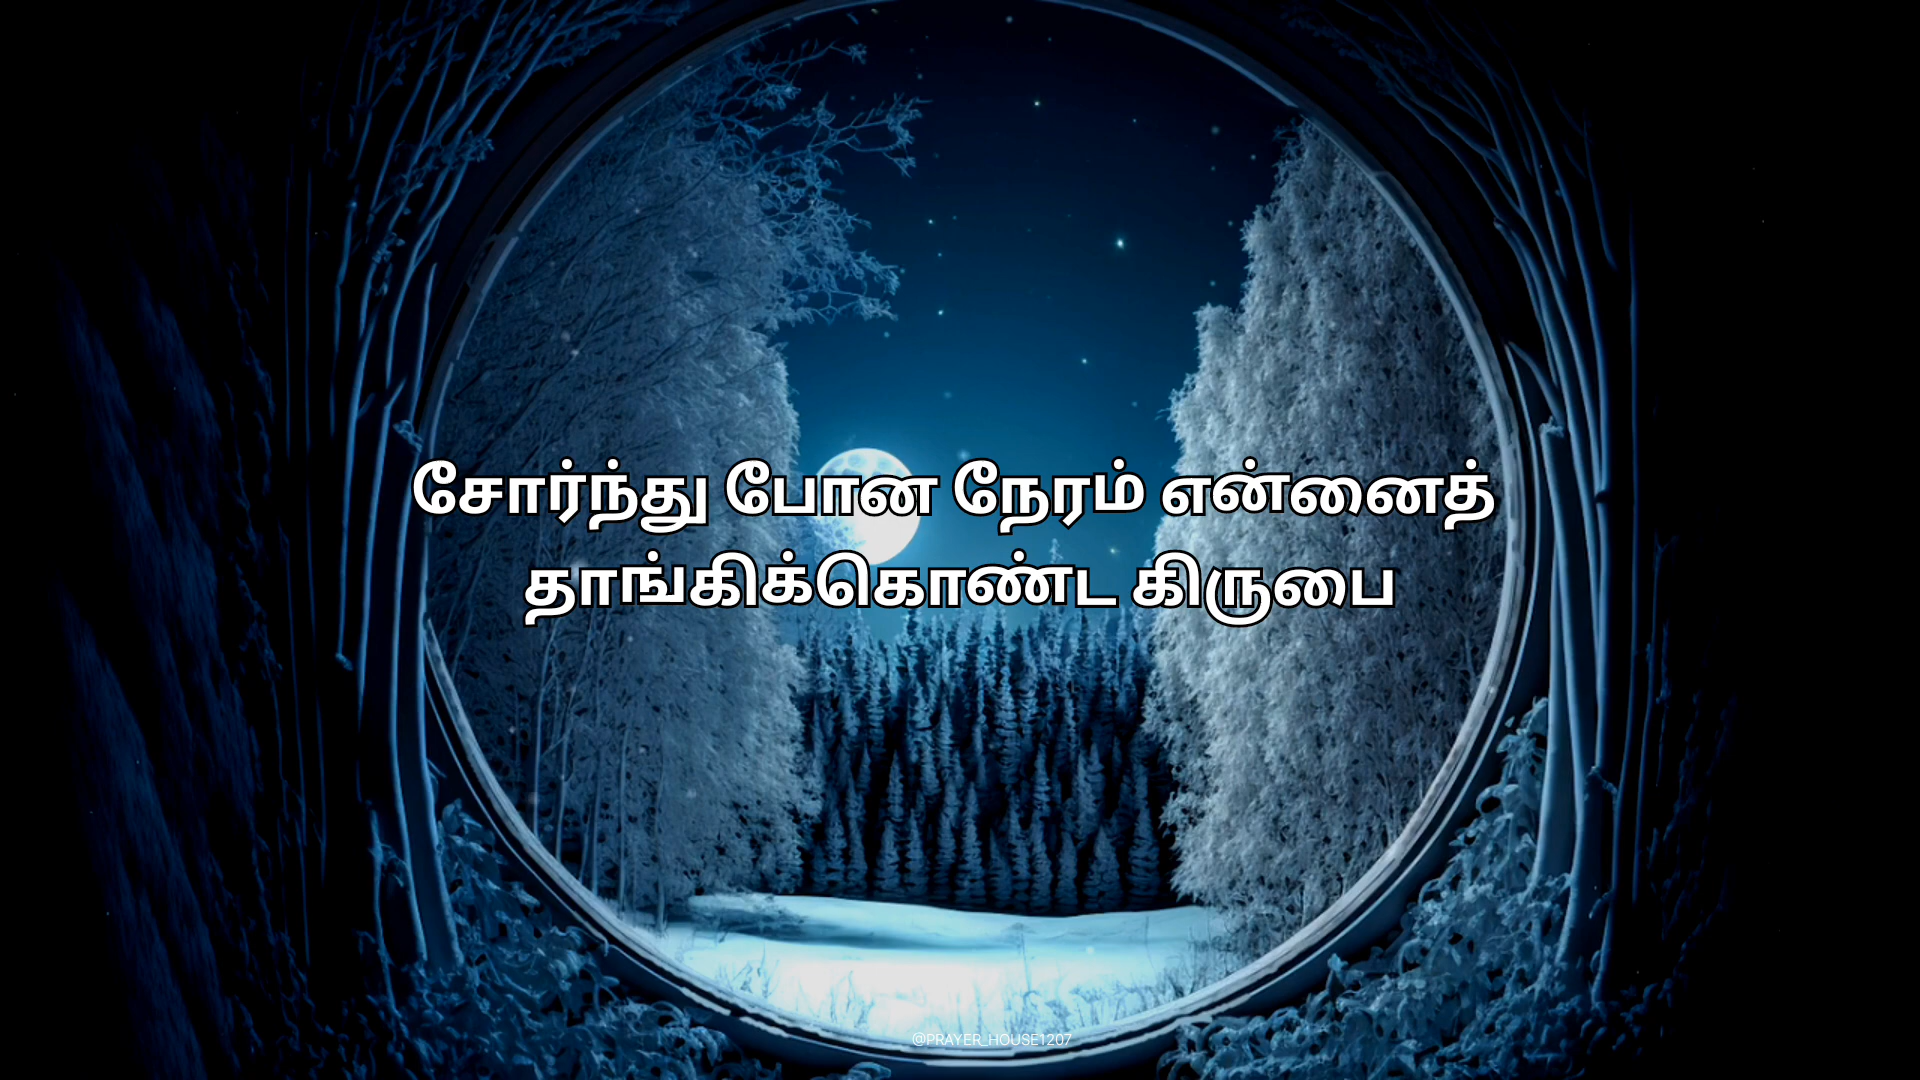 சோர்ந்து போன நேரம் என்னைத்
தாங்கிக்கொண்ட கிருபை
@PRAYER_HOUSE1207